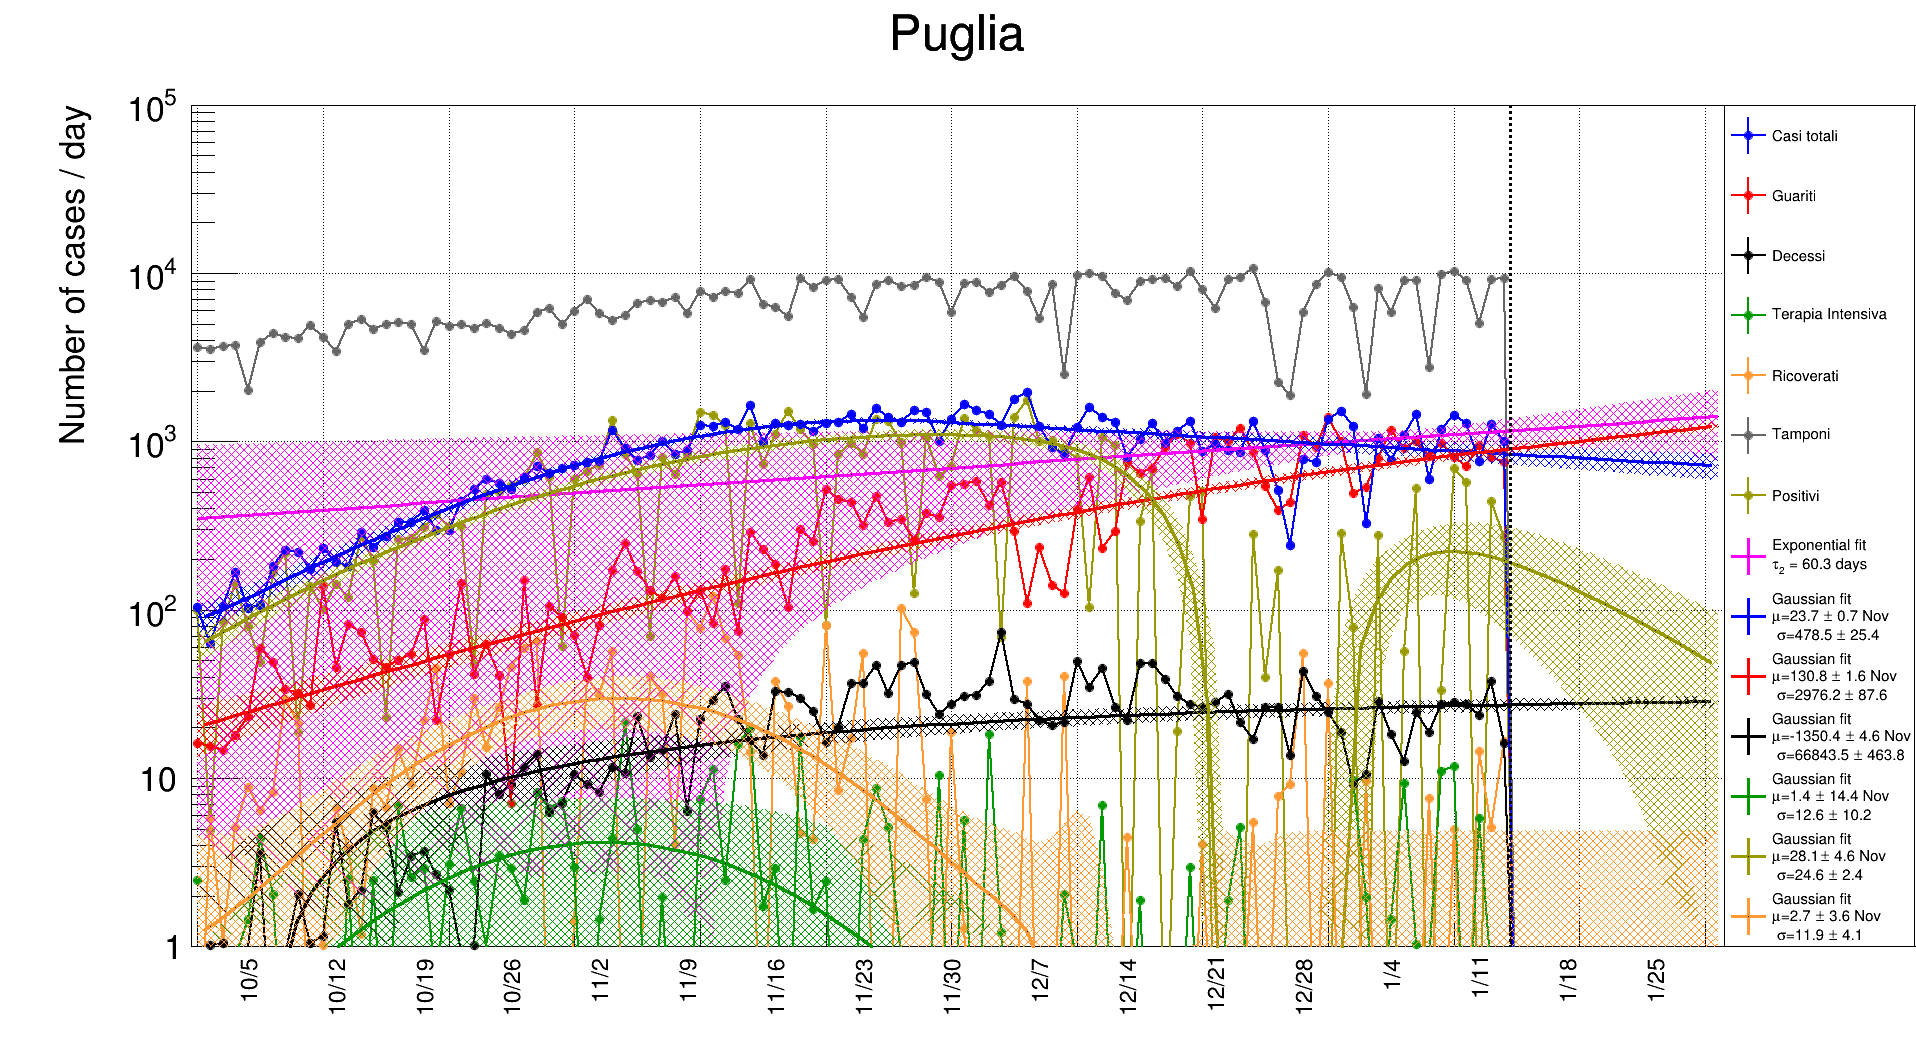 Puglia
Number of cases / day
10^5
10^4
10^3
10^2
10
1
10/5
10/12
10/19
10/26
11/2
11/9
11/16
11/23
11/30
12/7
12/14
12/21
12/28
1/4
1/11
1/18
1/25
Casi totali
Guariti
Decessi
Terapia Intensiva
Ricoverati
Tamponi
Positivi
Exponential fit
τ₂ = 60.3 days
Gaussian fit
μ=23.7 ± 0.7 Nov
σ=478.5 ± 25.4
Gaussian fit
μ=130.8 ± 1.6 Nov
σ=2976.2 ± 87.6
Gaussian fit
μ=-1350.4 ± 4.6 Nov
σ=66843.5 ± 463.8
Gaussian fit
μ=1.4 ± 14.4 Nov
σ=12.6 ± 10.2
Gaussian fit
μ=28.1 ± 4.6 Nov
σ=24.6 ± 2.4
Gaussian fit
μ=2.7 ± 3.6 Nov
σ=11.9 ± 4.1